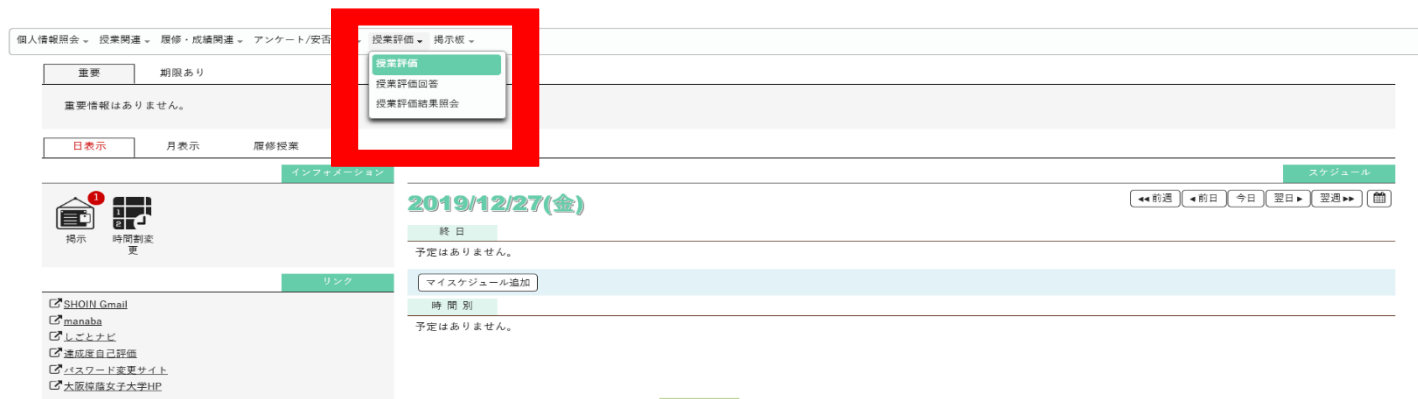 個人情報照会 授業関連 履修・成績関連 アンケート/安否 授業評価 掲示板
授業評価
授業評価回答
授業評価結果照会
重要 期限あり
重要情報はありません。
日表示 月表示 履修授業
インフォメーション
1
掲示 時間割変更
リンク
SHOIN Gmail
manaba
しごとナビ
達成度自己評価
パスワード変更サイト
大阪樟蔭女子大学HP
スケジュール
2019/12/27(金)
前週 前日 今日 翌日 翌週
終日
予定はありません。
マイスケジュール追加
時間別
予定はありません。